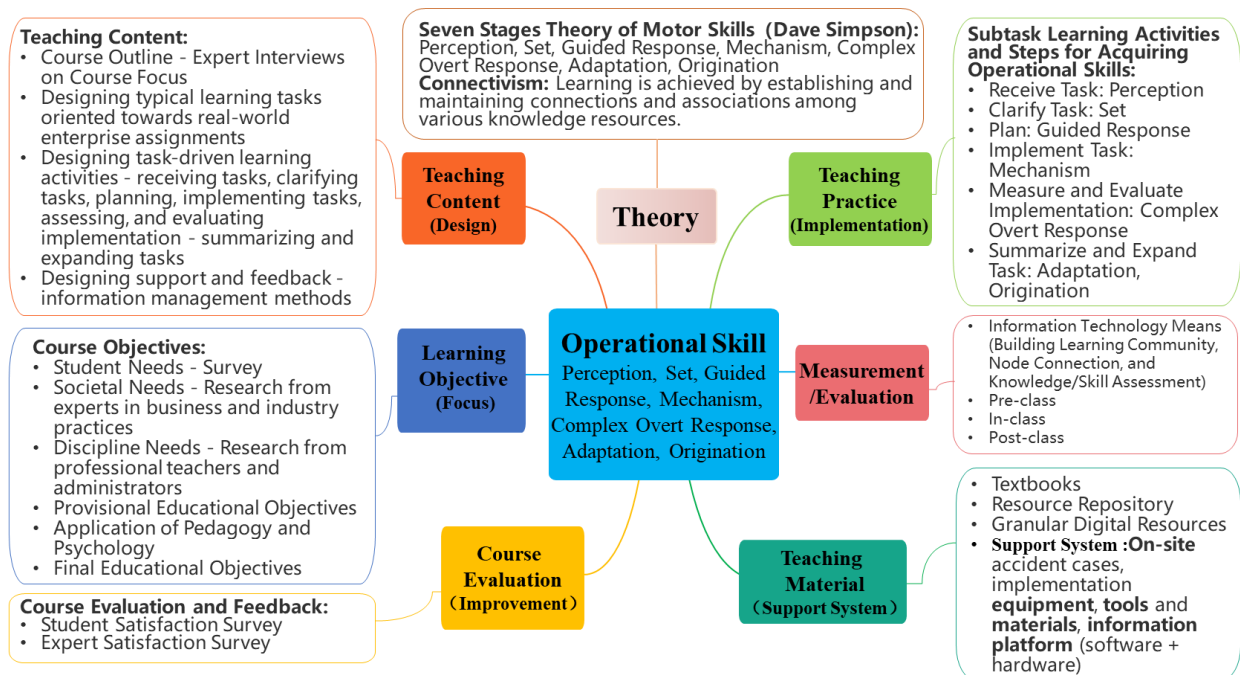 Teaching Content:
• Course Outline - Expert Interviews
on Course Focus
• Designing typical learning tasks
oriented towards real-world
enterprise assignments
• Designing task-driven learning
activities - receiving tasks, clarifying
tasks, planning, implementing tasks,
assessing, and evaluating
implementation - summarizing and
expanding tasks
• Designing support and feedback -
information management methods
Seven Stages Theory of Motor Skills (Dave Simpson):
Perception, Set, Guided Response, Mechanism, Complex
Overt Response, Adaptation, Origination
Connectivism: Learning is achieved by establishing and
maintaining connections and associations among
various knowledge resources.
Subtask Learning Activities
and Steps for Acquiring
Operational Skills:
• Receive Task: Perception
• Clarify Task: Set
• Plan: Guided Response
• Implement Task:
Mechanism
• Measure and Evaluate
Implementation: Complex
Overt Response
• Summarize and Expand
Task: Adaptation,
Origination
Teaching
Content
(Design)
Theory
Teaching
Practice
(Implementation)
Course Objectives:
• Student Needs - Survey
• Societal Needs - Research from
experts in business and industry
practices
• Discipline Needs - Research from
professional teachers and
administrators
• Provisional Educational Objectives
• Application of Pedagogy and
Psychology
• Final Educational Objectives
Learning
Objective
(Focus)
Operational Skill
Perception, Set, Guided
Response, Mechanism,
Complex Overt Response,
Adaptation, Origination
Measurement
/Evaluation
• Information Technology Means
(Building Learning Community,
Node Connection, and
Knowledge/Skill Assessment)
• Pre-class
• In-class
• Post-class
Course Evaluation and Feedback:
• Student Satisfaction Survey
• Expert Satisfaction Survey
Course
Evaluation
（Improvement）
Teaching
Material
（Support System）
• Textbooks
• Resource Repository
• Granular Digital Resources
• Support System :On-site
accident cases,
implementation
equipment, tools and
materials, information
platform (software +
hardware)